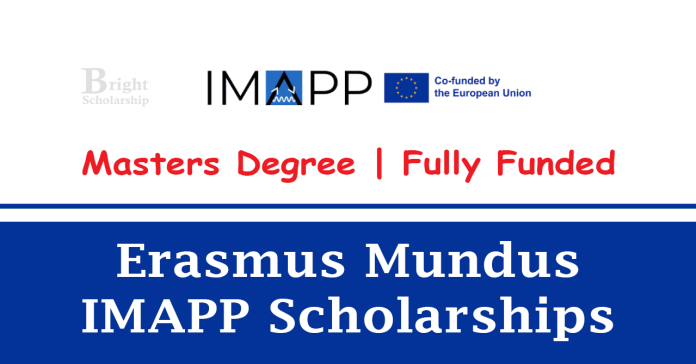 Bright
Scholarship
IMAPP
Co-funded by
the European Union
Masters Degree | Fully Funded
Erasmus Mundus
IMAPP Scholarships